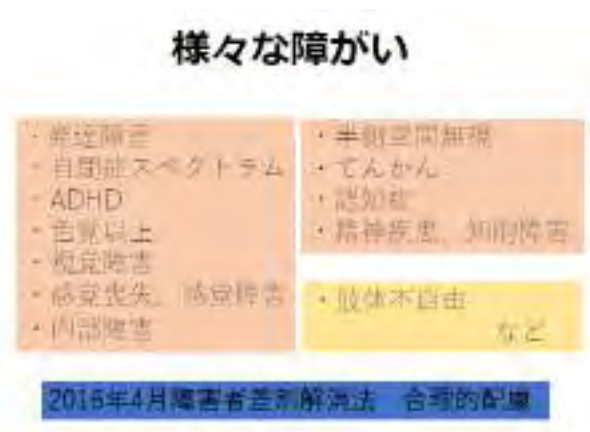 様々な障がい
・発達障害
・自閉症スペクトラム
・ADHD
・色覚以上
・視覚障害
・感覚喪失、感覚障害
・内部障害
・半側空間無視
・てんかん
・認知症
・精神疾患、知的障害
・肢体不自由
など
2016年4月障害者差別解消法　合理的配慮